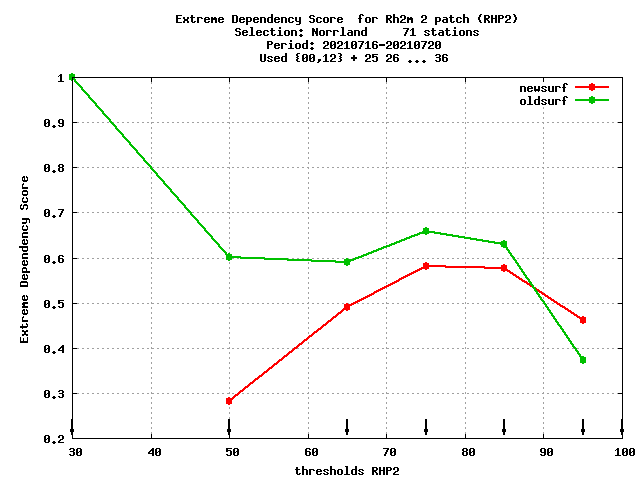 Extreme Dependency Score  for Rh2m 2 patch (RHP2)
Selection: Norrland     71 stations
Period: 20210716-20210720
Used {00,12} + 25 26 ... 36
newsurf
oldsurf
1
0.9
0.8
0.7
0.6
0.5
0.4
0.3
0.2
Extreme Dependency Score
30 40 50 60 70 80 90 100
thresholds RHP2